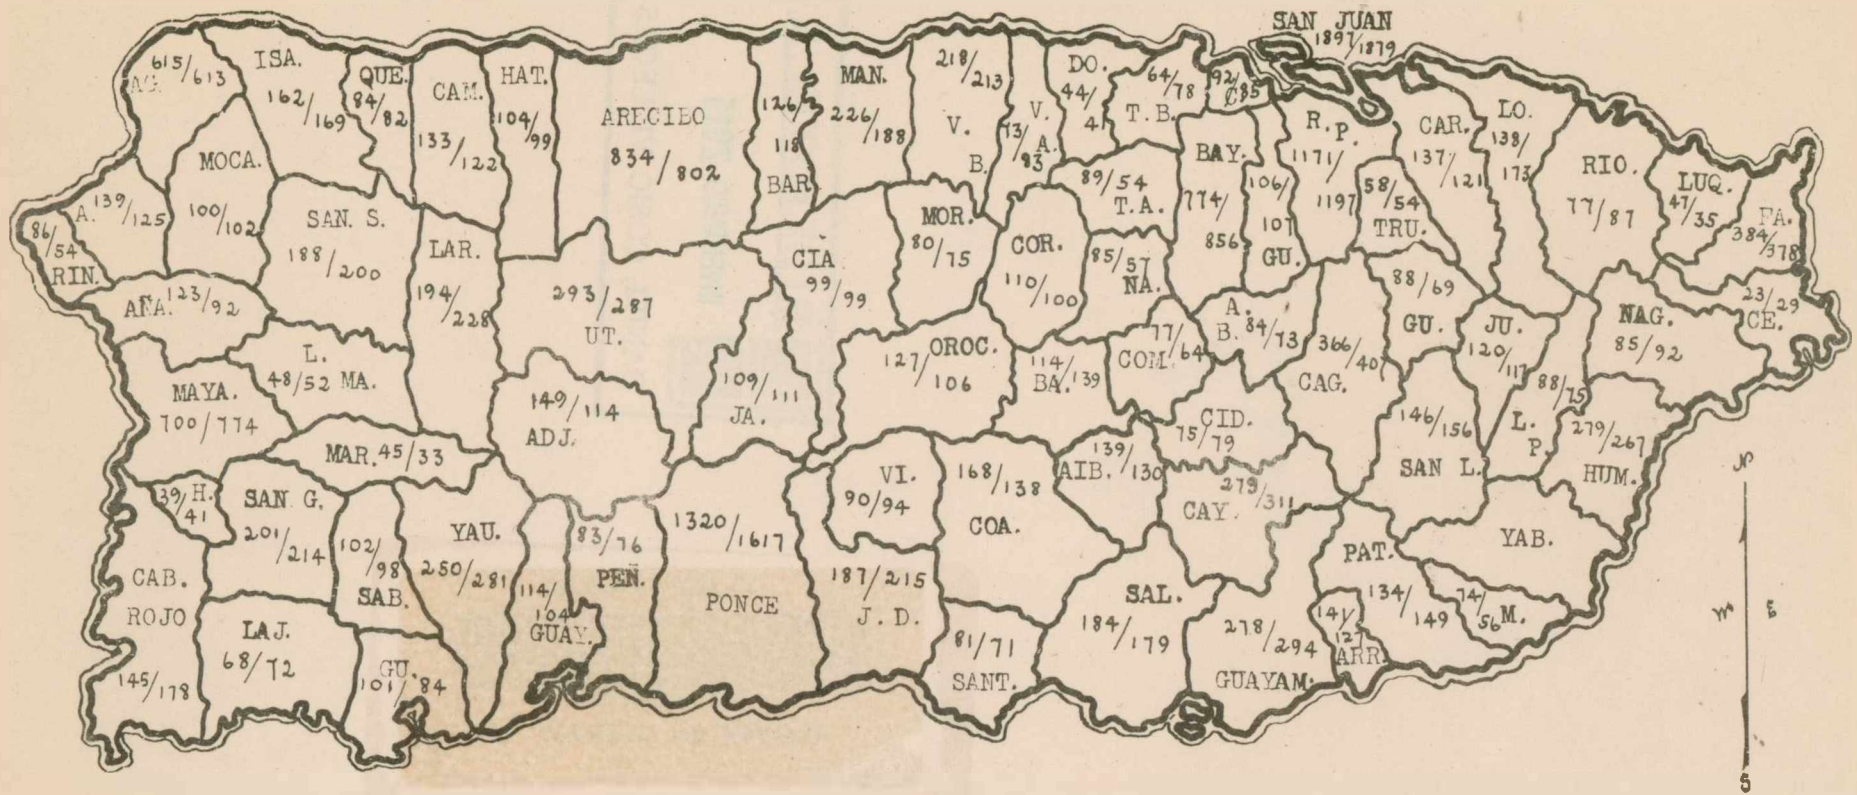 SAN JUAN
1897/1879
615/613
AG.
ISA.
162/169
QUE.
84/82
CAM.
133/122
HAT.
104/99
ARECIBO
834/802
126/118
BAR
MAN.
226/188
218/213
V. B.
V. A.
73/83
DO.
44/4
64/78
T. B.
92/85
C.
R. P.
1171/1197
CAR.
137/121
LO.
138/173
RIO.
77/87
LUQ.
47/35
FA.
384/378
MOCA.
100/102
A. 139/125
86/54
RIN.
SAN. S.
188/200
LAR.
194/228
293/287
UT.
CIA
99/99
MOR.
80/75
COR.
110/100
89/54
T.A.
85/57
NA.
BAY.
774/856
106/107
GU.
58/54
TRU.
88/69
GU.
23/29
CE.
NAG.
85/92
JU.
120/117
88/75
L. P.
AÑA. 123/92
L. MA.
48/52
MAYA.
700/774
MAR. 45/33
149/114
ADJ.
109/111
JA.
OROC.
127/106
114/139
BA.
77/64
COM.
A. B. 84/73
366/40
CAG.
CID.
75/79
146/156
SAN L.
279/267
HUM.
39/41
H.
SAN G.
201/214
102/98
SAB.
YAU.
250/281
114/104
GUAY.
83/76
PEÑ.
1320/1617
PONCE
VI.
90/94
187/215
J. D.
168/138
COA.
139/130
AIB.
279/311
CAY.
PAT.
134/149
YAB.
74/56
M.
CAB.
ROJO
145/178
LAJ.
68/72
GU.
101/84
81/71
SANT.
SAL.
184/179
278/294
GUAYAM.
141/127
ARR.
N
W
E
S